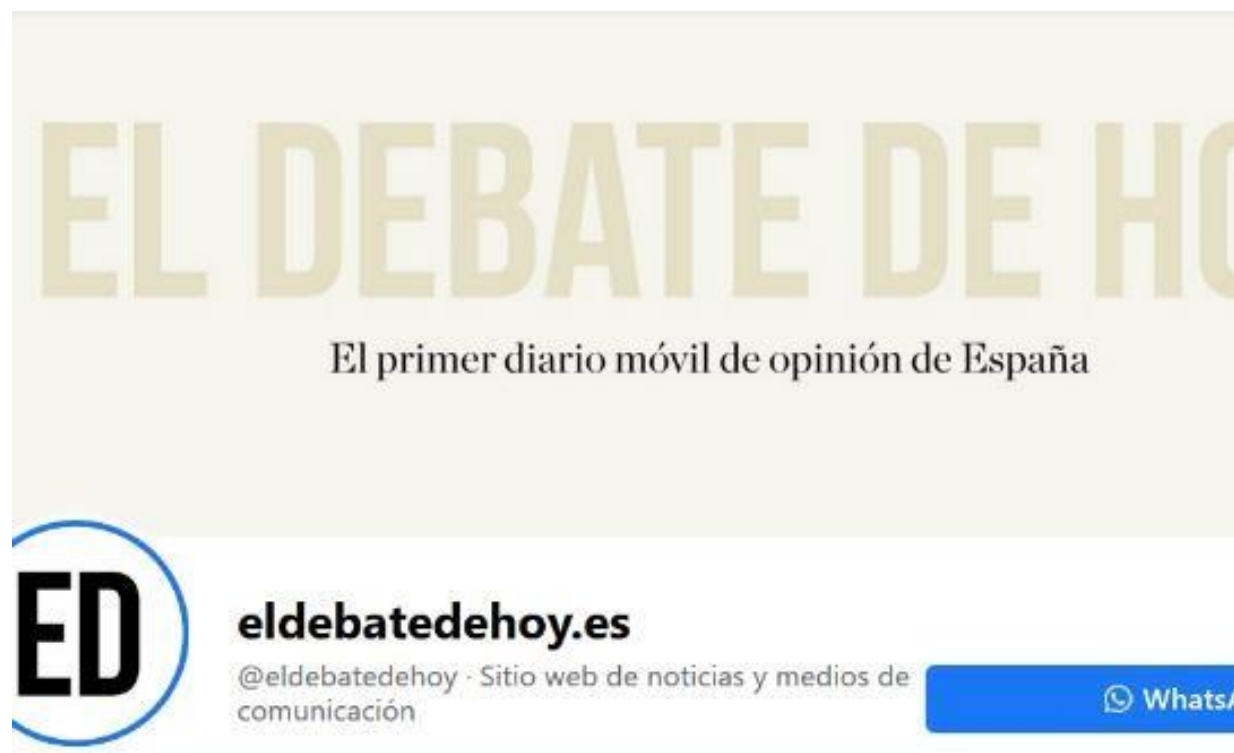 EL DEBATE DE HO
El primer diario móvil de opinión de España
ED
eldebatedehoy.es
@eldebatedehoy · Sitio web de noticias y medios de
comunicación
WhatsA